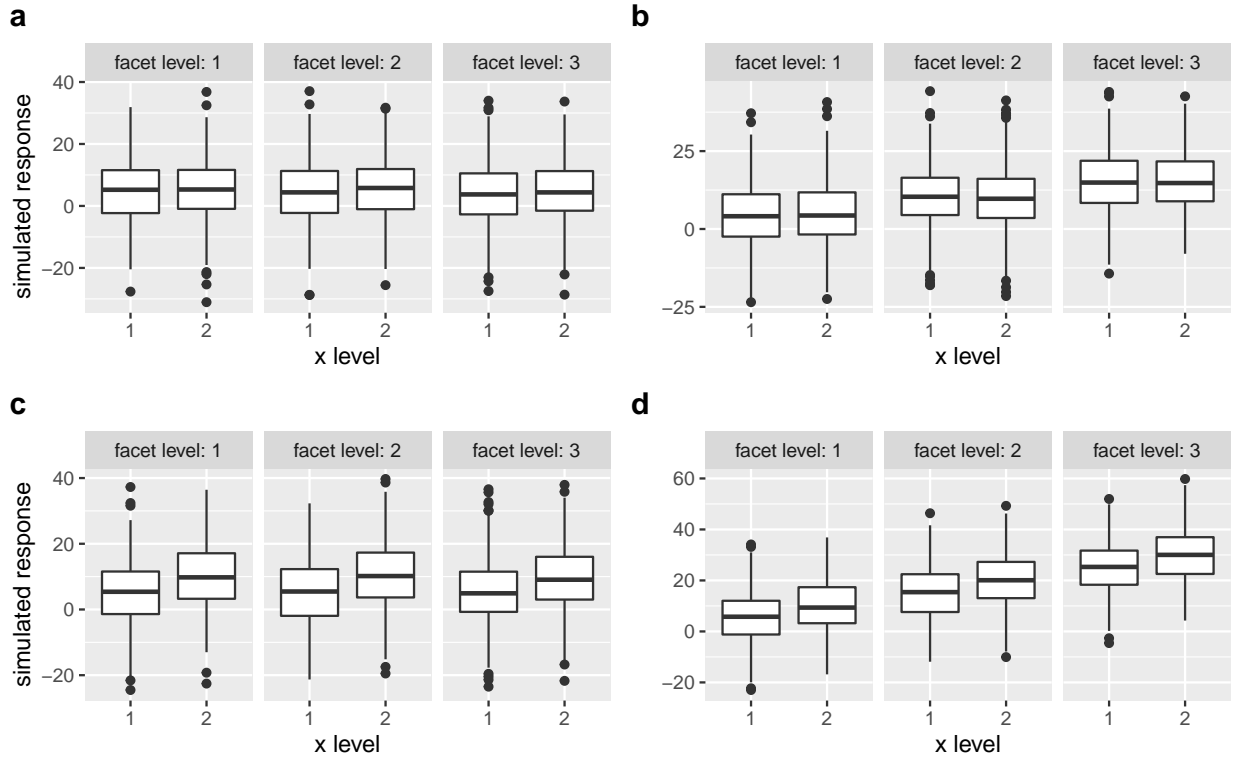 a
facet level: 1 facet level: 2 facet level: 3
simulated response
40
20
0
−20
1 2 1 2 1 2
x level
b
facet level: 1 facet level: 2 facet level: 3
25
0
−25
1 2 1 2 1 2
x level
c
facet level: 1 facet level: 2 facet level: 3
simulated response
40
20
0
−20
1 2 1 2 1 2
x level
d
facet level: 1 facet level: 2 facet level: 3
60
40
20
0
−20
1 2 1 2 1 2
x level